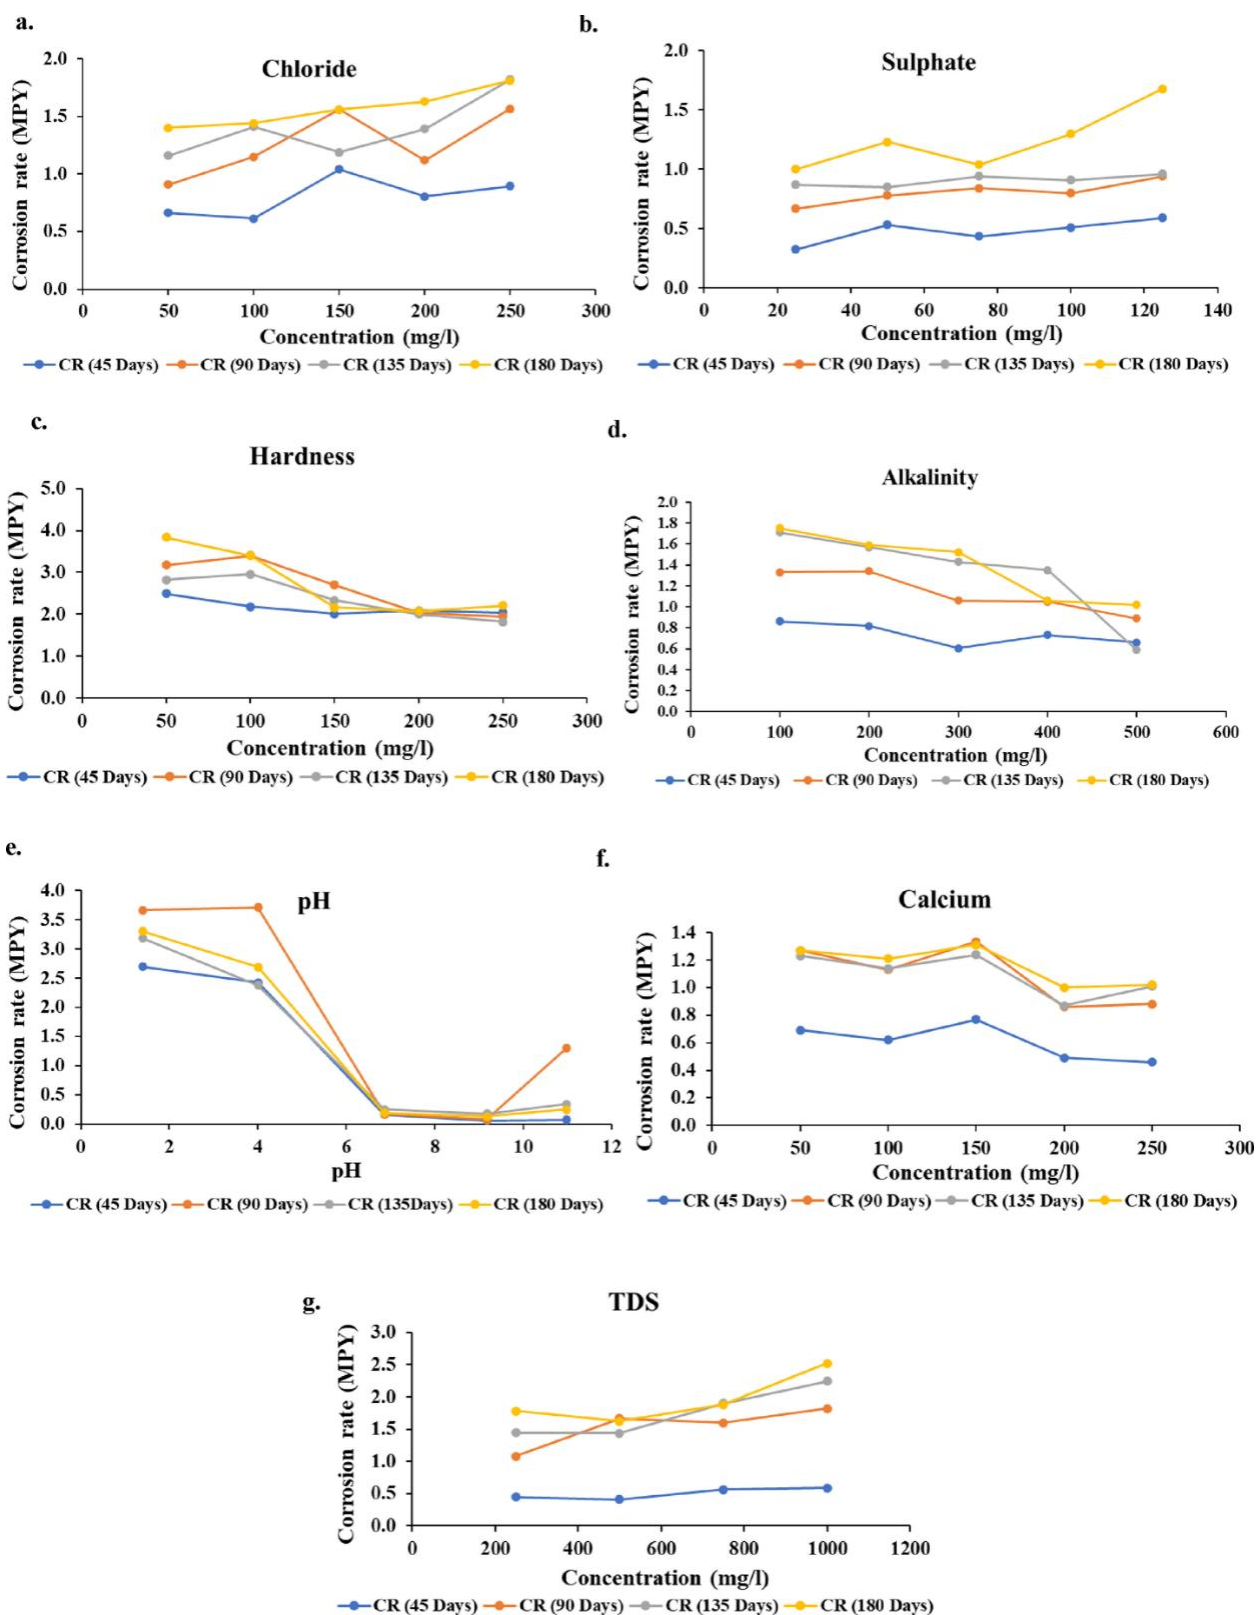 a.
Chloride
Corrosion rate (MPY)
2.0
1.5
1.0
0.5
0.0
0 50 100 150 200 250 300
Concentration (mg/l)
CR (45 Days) CR (90 Days) CR (135 Days) CR (180 Days)
b.
Sulphate
Corrosion rate (MPY)
2.0
1.5
1.0
0.5
0.0
0 20 40 60 80 100 120 140
Concentration (mg/l)
CR (45 Days) CR (90 Days) CR (135 Days) CR (180 Days)
c.
Hardness
Corrosion rate (MPY)
5.0
4.0
3.0
2.0
1.0
0.0
0 50 100 150 200 250 300
Concentration (mg/l)
CR (45 Days) CR (90 Days) CR (135 Days) CR (180 Days)
d.
Alkalinity
Corrosion rate (MPY)
2.0
1.8
1.6
1.4
1.2
1.0
0.8
0.6
0.4
0.2
0.0
0 100 200 300 400 500 600
Concentration (mg/l)
CR (45 Days) CR (90 Days) CR (135 Days) CR (180 Days)
e.
pH
Corrosion rate (MPY)
4.0
3.5
3.0
2.5
2.0
1.5
1.0
0.5
0.0
0 2 4 6 8 10 12
pH
CR (45 Days) CR (90 Days) CR (135Days) CR (180 Days)
f.
Calcium
Corrosion rate (MPY)
1.4
1.2
1.0
0.8
0.6
0.4
0.2
0.0
0 50 100 150 200 250 300
Concentration (mg/l)
CR (45 Days) CR (90 Days) CR (135 Days) CR (180 Days)
g.
TDS
Corrosion rate (MPY)
3.0
2.5
2.0
1.5
1.0
0.5
0.0
0 200 400 600 800 1000 1200
Concentration (mg/l)
CR (45 Days) CR (90 Days) CR (135 Days) CR (180 Days)